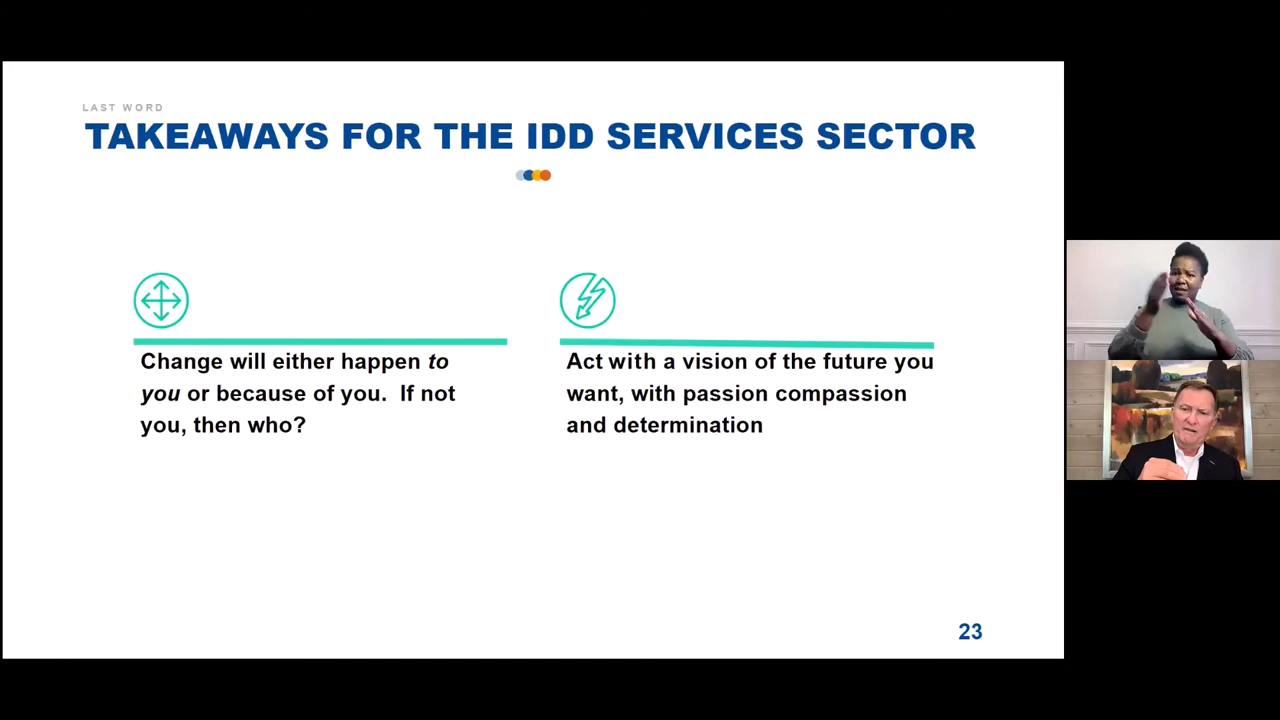 LAST WORD
TAKEAWAYS FOR THE IDD SERVICES SECTOR
Change will either happen to
you or because of you.  If not
you, then who?
Act with a vision of the future you
want, with passion compassion
and determination
23